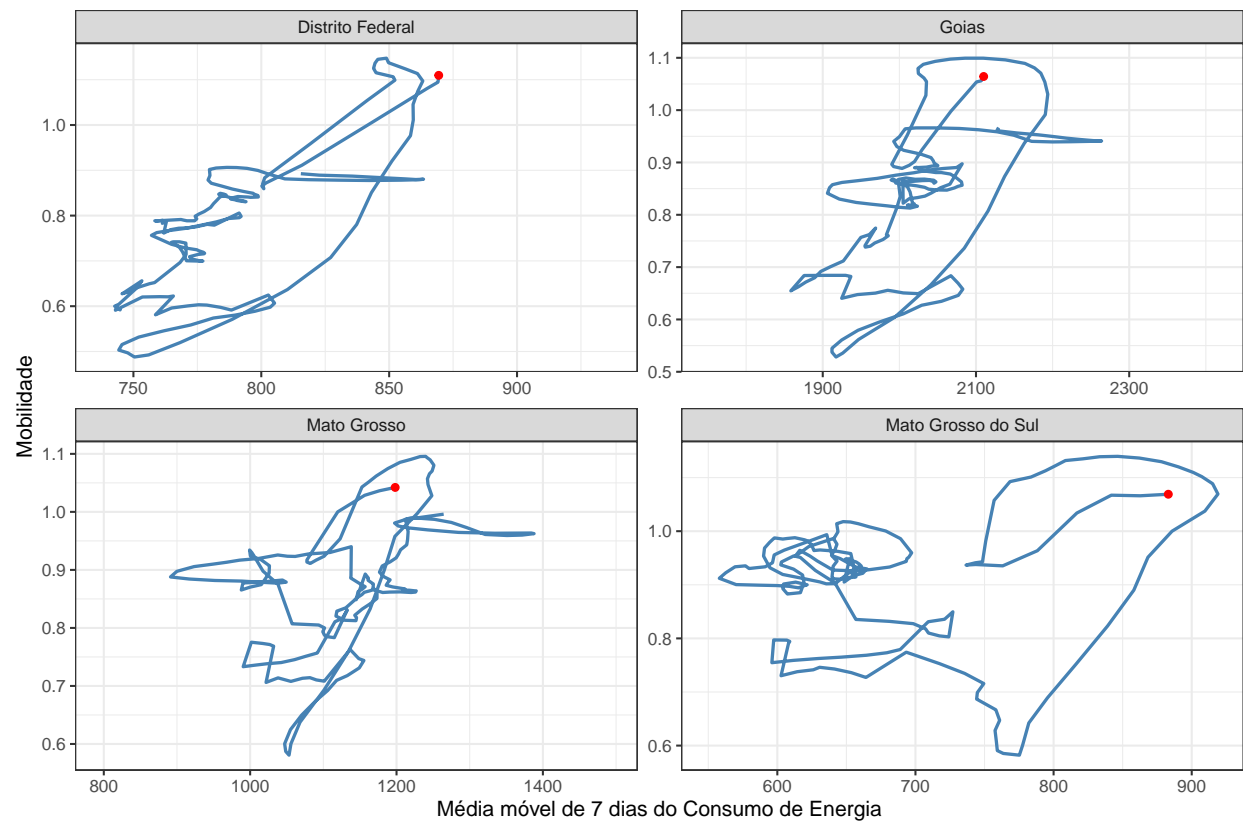 Distrito Federal
Goias
1.0
0.8
0.6
750 800 850 900
1.1
1.0
0.9
0.8
0.7
0.6
0.5
1900 2100 2300
Mobilidade
Mato Grosso
Mato Grosso do Sul
1.1
1.0
0.9
0.8
0.7
0.6
800 1000 1200 1400
1.0
0.8
0.6
600 700 800 900
Média móvel de 7 dias do Consumo de Energia